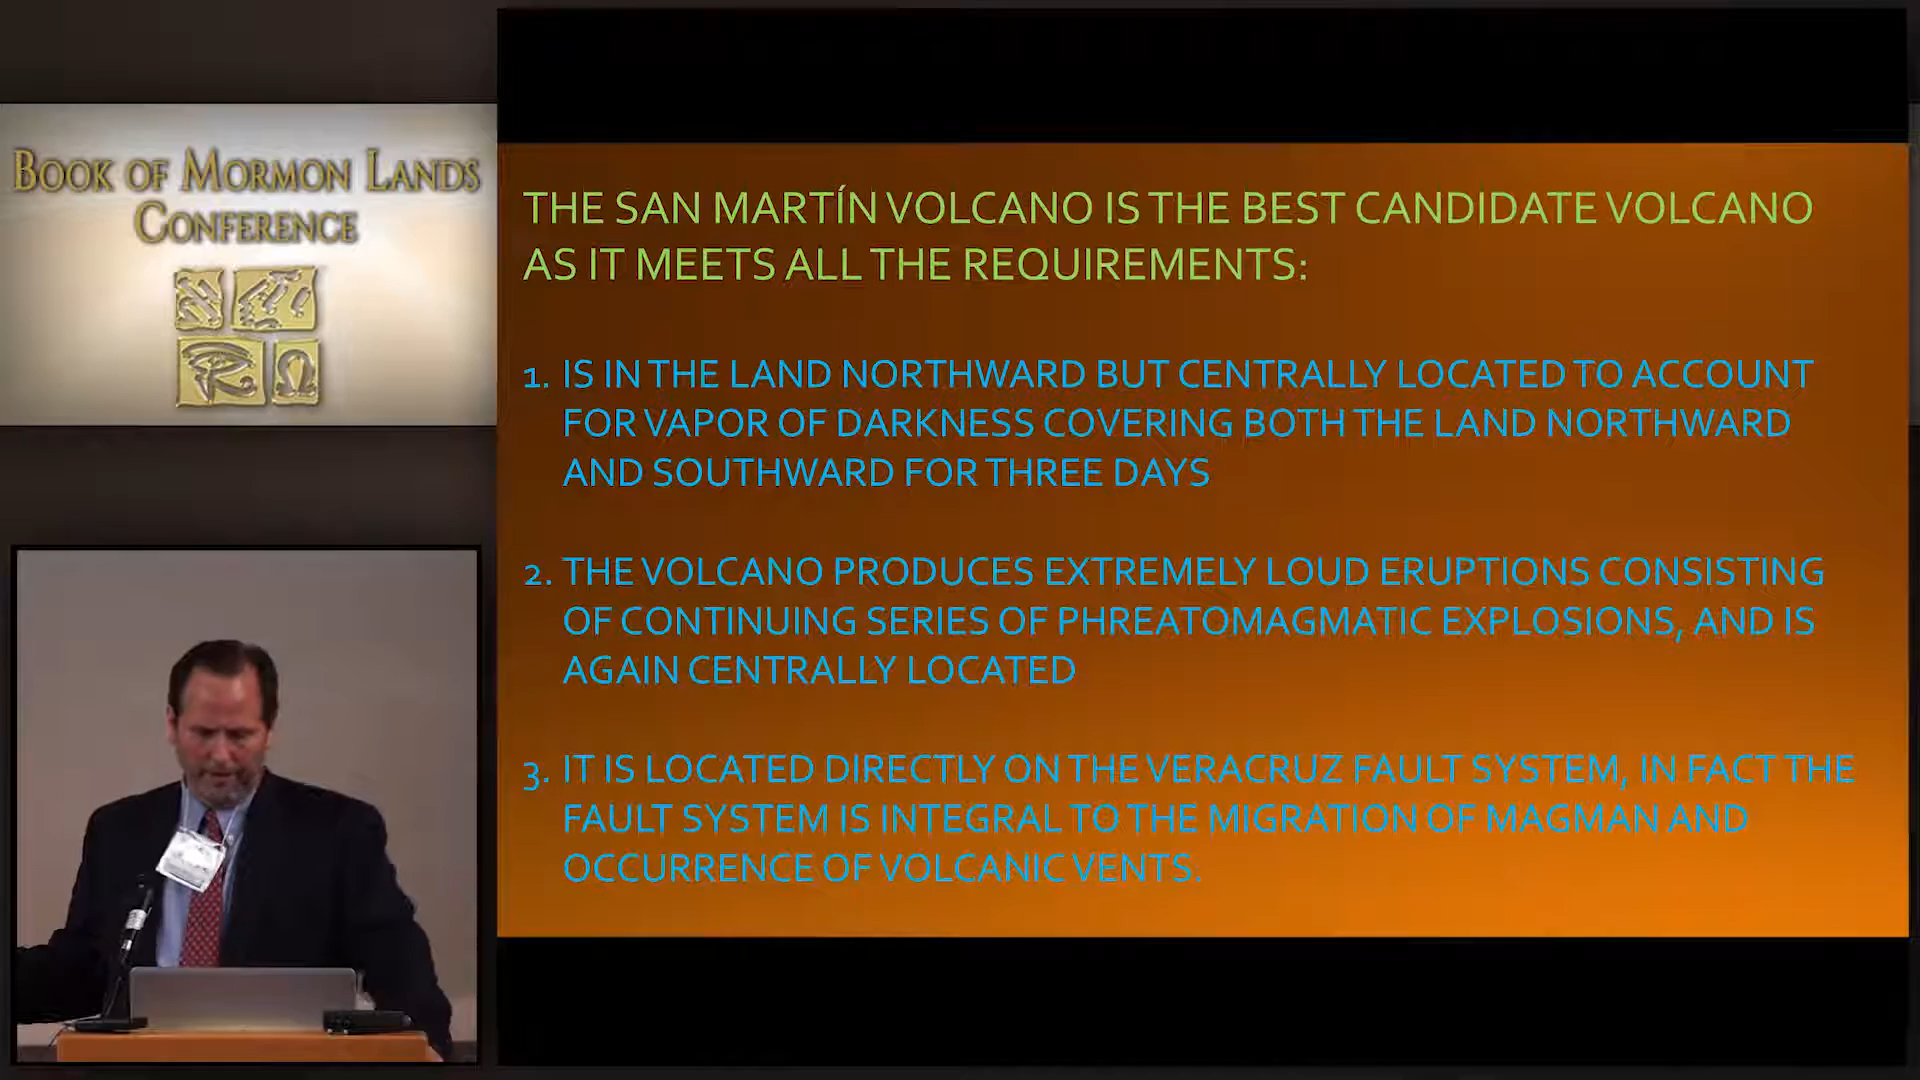 BOOK OF MORMON LANDS
CONFERENCE
THE SAN MARTÍN VOLCANO IS THE BEST CANDIDATE VOLCANO
AS IT MEETS ALL THE REQUIREMENTS:
1. IS IN THE LAND NORTHWARD BUT CENTRALLY LOCATED TO ACCOUNT
FOR VAPOR OF DARKNESS COVERING BOTH THE LAND NORTHWARD
AND SOUTHWARD FOR THREE DAYS
2. THE VOLCANO PRODUCES EXTREMELY LOUD ERUPTIONS CONSISTING
OF CONTINUING SERIES OF PHREATOMAGMATIC EXPLOSIONS, AND IS
AGAIN CENTRALLY LOCATED
3. IT IS LOCATED DIRECTLY ON THE VERACRUZ FAULT SYSTEM, IN FACT THE
FAULT SYSTEM IS INTEGRAL TO THE MIGRATION OF MAGMAN AND
OCCURRENCE OF VOLCANIC VENTS.